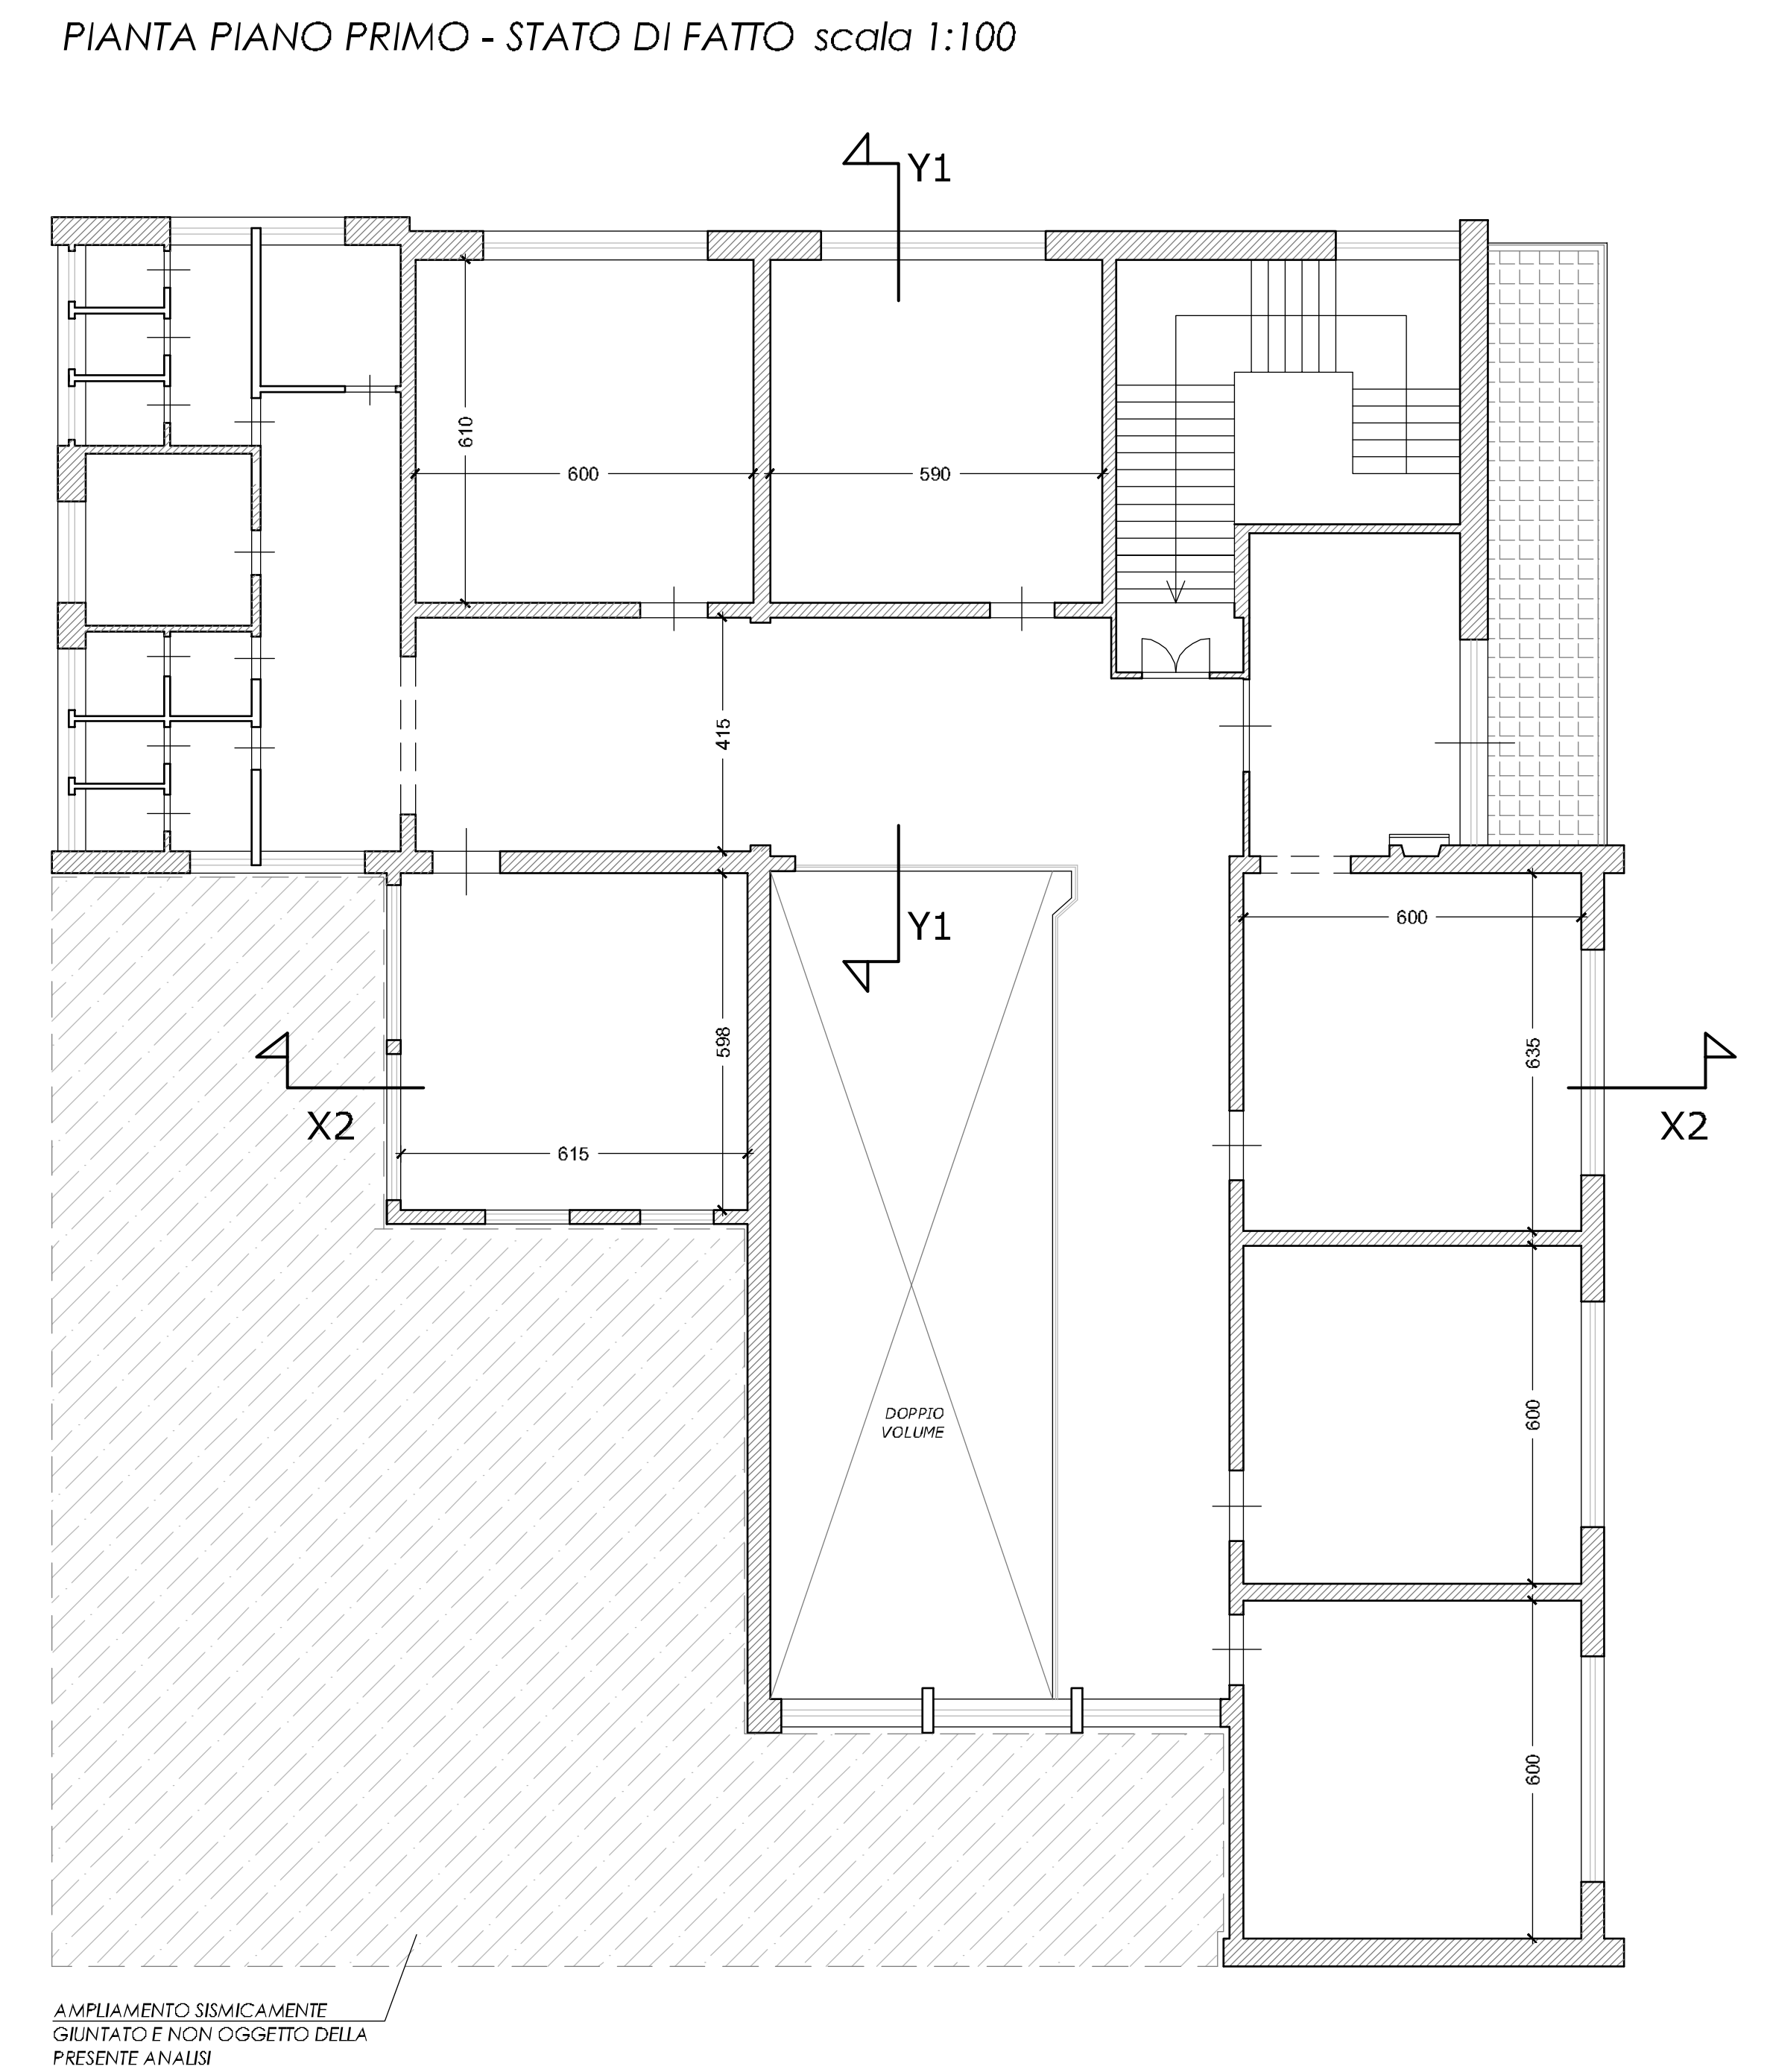 PIANTA PIANO PRIMO - STATO DI FATTO scala 1:100
Y1
610
600
590
415
Y1
600
598
635
X2
X2
615
DOPPIO
VOLUME
600
600
AMPLIAMENTO SISMICAMENTE
GIUNTATO E NON OGGETTO DELLA
PRESENTE ANALISI